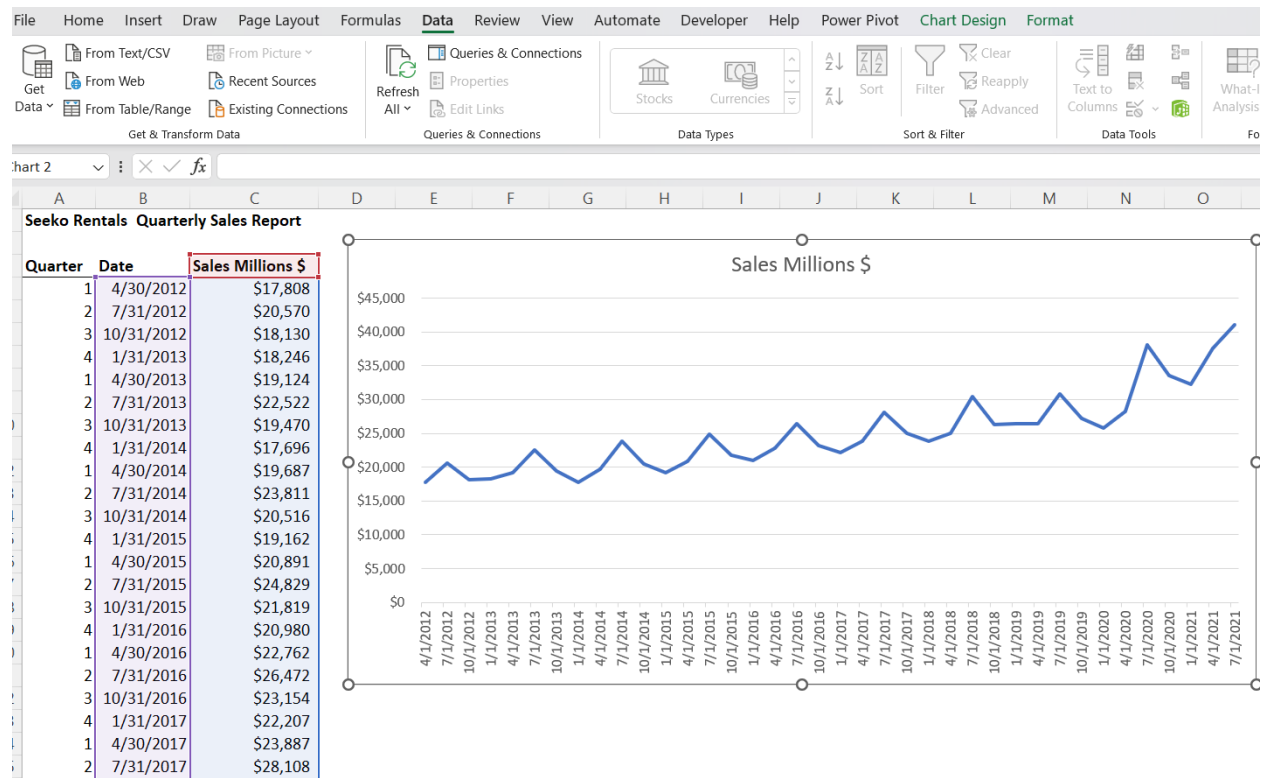 File Home Insert Draw Page Layout Formulas Data Review View Automate Developer Help Power Pivot Chart Design Format
Get Data
From Text/CSV
From Web
From Table/Range
From Picture
Recent Sources
Existing Connections
Get & Transform Data
Refresh All
Queries & Connections
Properties
Edit Links
Queries & Connections
Stocks
Currencies
Data Types
Sort
Filter
Clear
Reapply
Advanced
Sort & Filter
Text to Columns
Data Tools
What-I
Analysis
Fo
hart 2
fx
A B C D E F G H I J K L M N O
Seeko Rentals Quarterly Sales Report
Quarter Date Sales Millions $
1 4/30/2012 $17,808
2 7/31/2012 $20,570
3 10/31/2012 $18,130
4 1/31/2013 $18,246
1 4/30/2013 $19,124
2 7/31/2013 $22,522
3 10/31/2013 $19,470
4 1/31/2014 $17,696
1 4/30/2014 $19,687
2 7/31/2014 $23,811
3 10/31/2014 $20,516
4 1/31/2015 $19,162
1 4/30/2015 $20,891
2 7/31/2015 $24,829
3 10/31/2015 $21,819
4 1/31/2016 $20,980
1 4/30/2016 $22,762
2 7/31/2016 $26,472
3 10/31/2016 $23,154
4 1/31/2017 $22,207
1 4/30/2017 $23,887
2 7/31/2017 $28,108
Sales Millions $
$45,000
$40,000
$35,000
$30,000
$25,000
$20,000
$15,000
$10,000
$5,000
$0
4/1/2012
7/1/2012
10/1/2012
1/1/2013
4/1/2013
7/1/2013
10/1/2013
1/1/2014
4/1/2014
7/1/2014
10/1/2014
1/1/2015
4/1/2015
7/1/2015
10/1/2015
1/1/2016
4/1/2016
7/1/2016
10/1/2016
1/1/2017
4/1/2017
7/1/2017
10/1/2017
1/1/2018
4/1/2018
7/1/2018
10/1/2018
1/1/2019
4/1/2019
7/1/2019
10/1/2019
1/1/2020
4/1/2020
7/1/2020
10/1/2020
1/1/2021
4/1/2021
7/1/2021